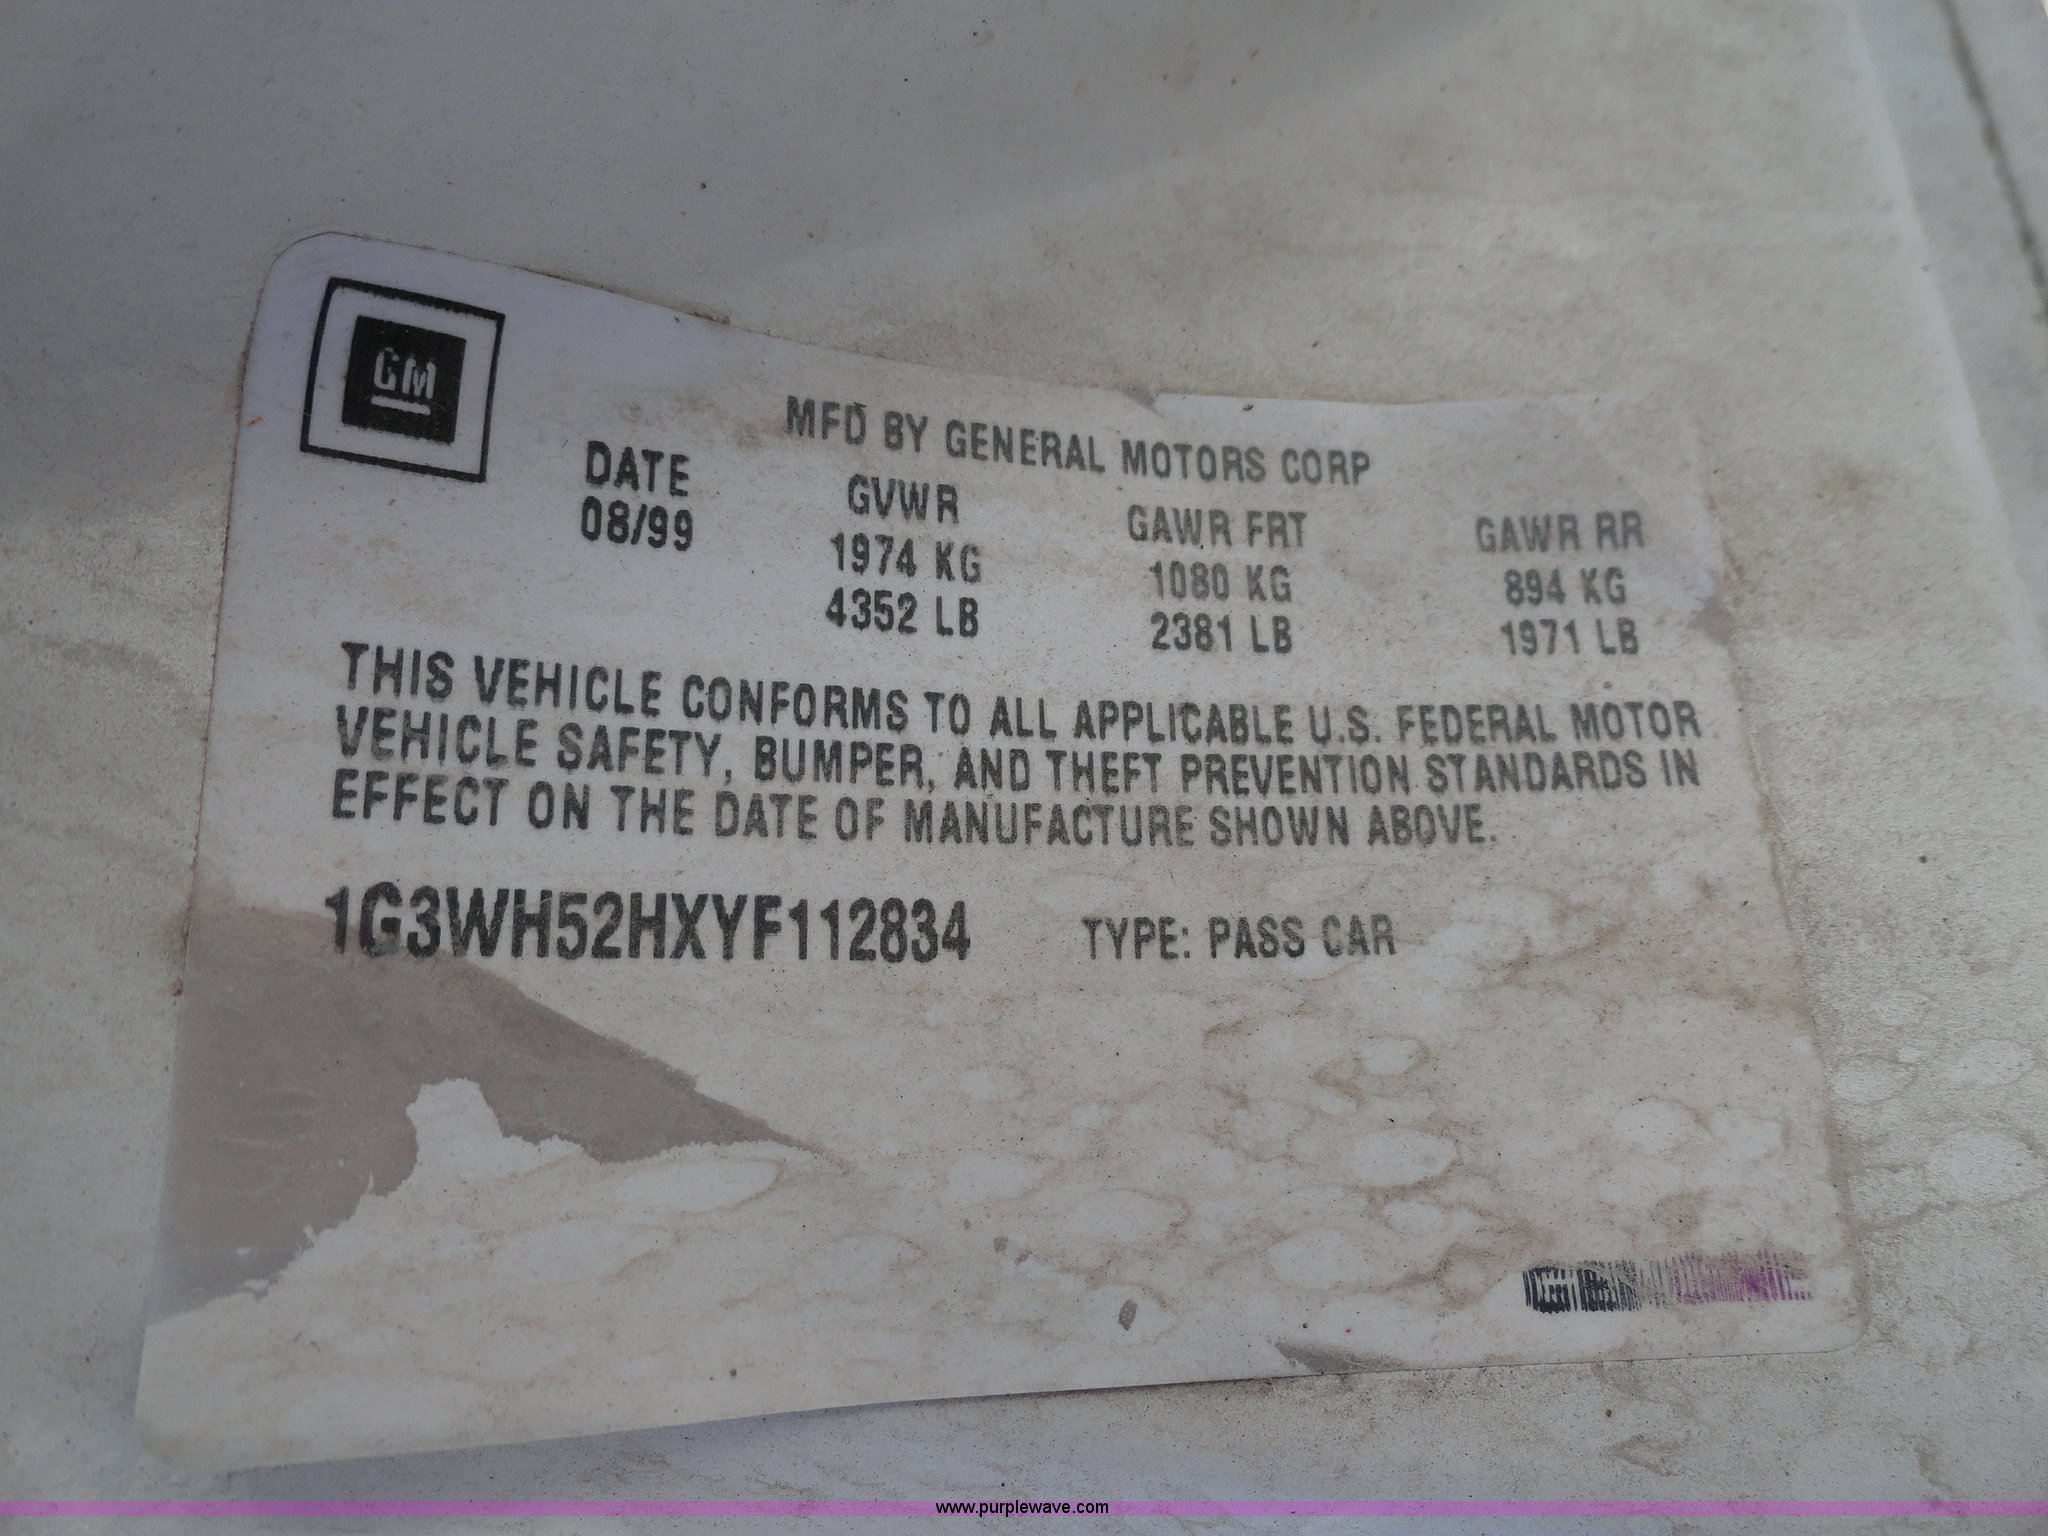 GM
MFD BY GENERAL MOTORS CORP
DATE GVWR GAWR FRT GAWR RR
08/99 1974 KG 1080 KG 894 KG
4352 LB 2381 LB 1971 LB
THIS VEHICLE CONFORMS TO ALL APPLICABLE U.S. FEDERAL MOTOR
VEHICLE SAFETY, BUMPER, AND THEFT PREVENTION STANDARDS IN
EFFECT ON THE DATE OF MANUFACTURE SHOWN ABOVE.
1G3WH52HXYF112834 TYPE: PASS CAR
www.purplewave.com